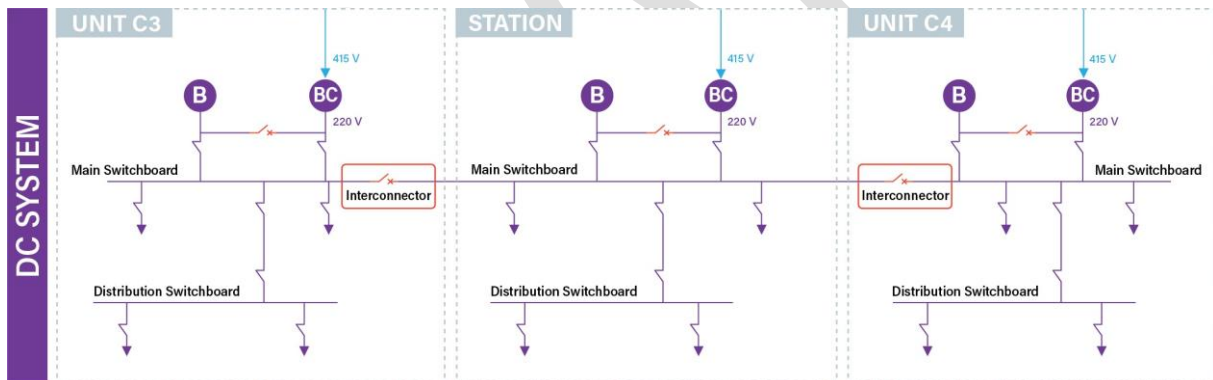 DC SYSTEM
UNIT C3
415 V
B
BC
220 V
Main Switchboard
Interconnector
Distribution Switchboard
STATION
415 V
B
BC
220 V
Main Switchboard
Distribution Switchboard
UNIT C4
415 V
B
BC
220 V
Main Switchboard
Interconnector
Distribution Switchboard